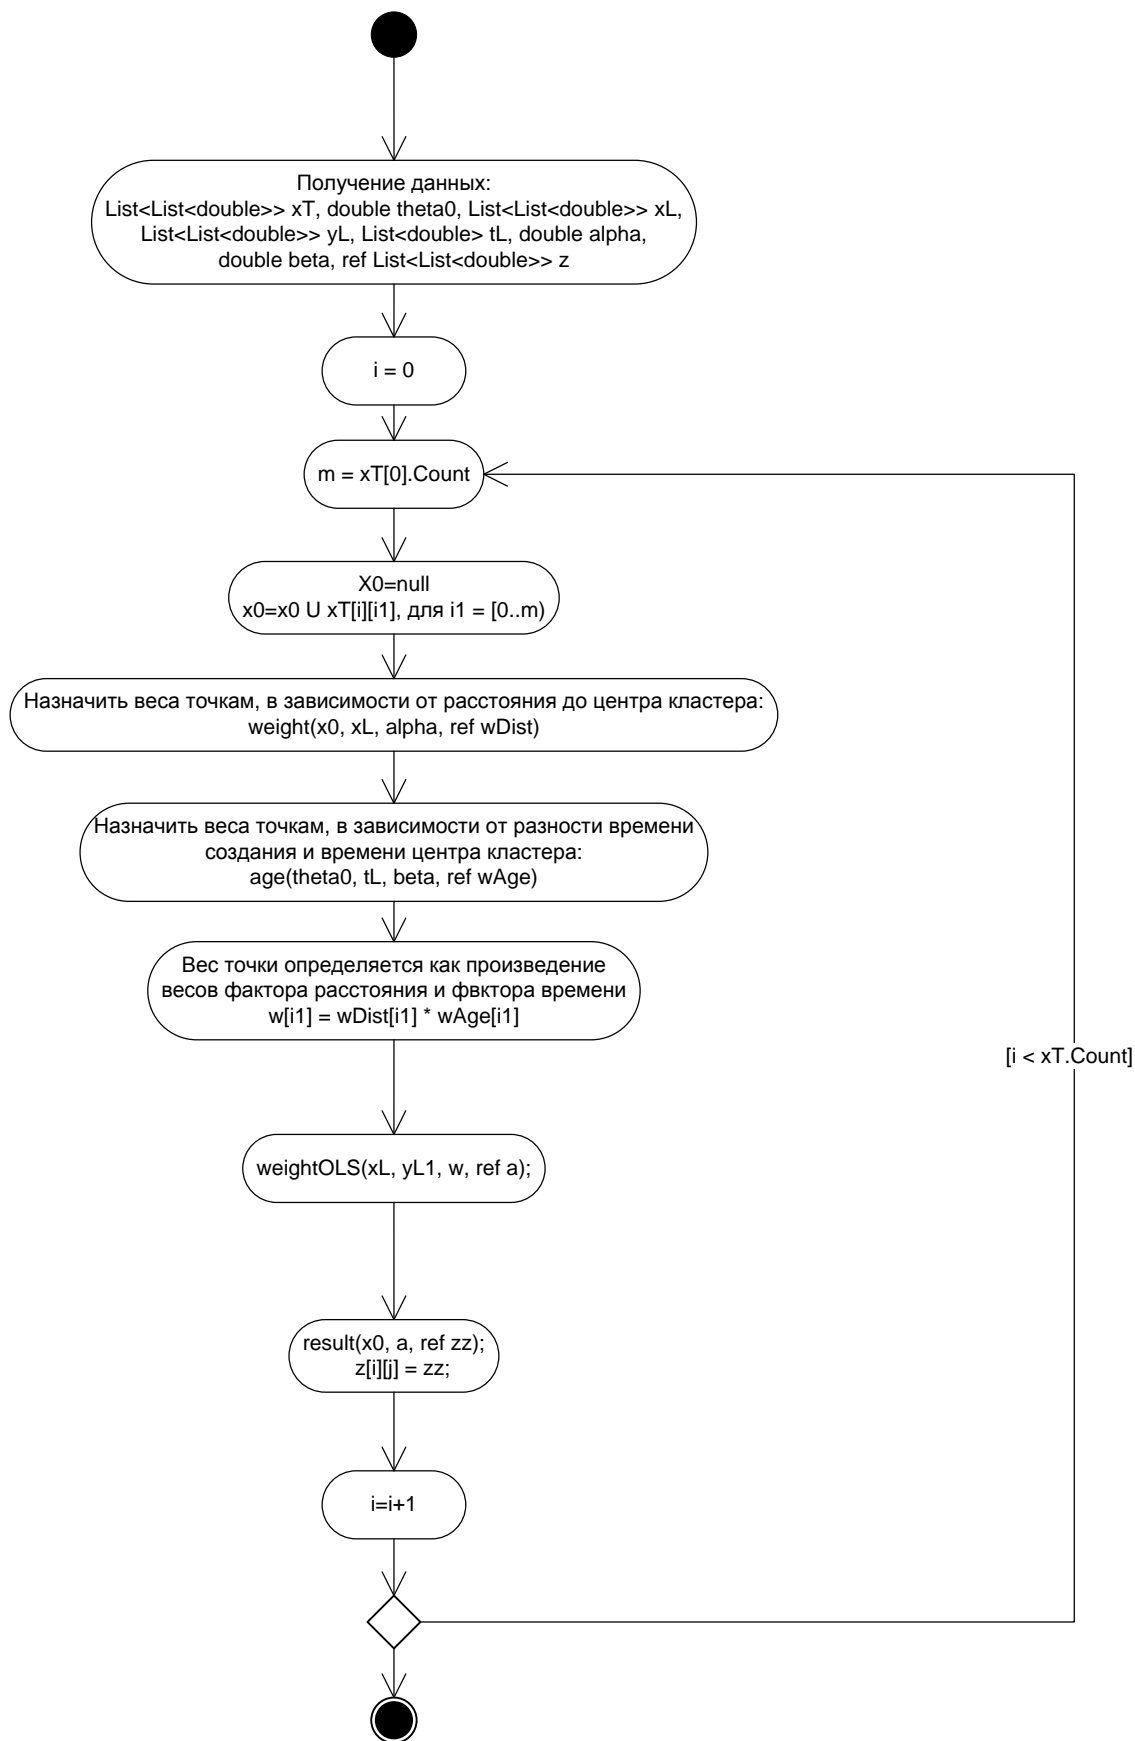 Получение данных:
List<List<double>> xT, double theta0, List<List<double>> xL,
List<List<double>> yL, List<double> tL, double alpha,
double beta, ref List<List<double>> z
i = 0
m = xT[0].Count
X0=null
x0=x0 U xT[i][i1], для i1 = [0..m)
Назначить веса точкам, в зависимости от расстояния до центра кластера:
weight(x0, xL, alpha, ref wDist)
Назначить веса точкам, в зависимости от разности времени
создания и времени центра кластера:
age(theta0, tL, beta, ref wAge)
Вес точки определяется как произведение
весов фактора расстояния и фвктора времени
w[i1] = wDist[i1] * wAge[i1]
[i < xT.Count]
weightOLS(xL, yL1, w, ref a);
result(x0, a, ref zz);
z[i][j] = zz;
i=i+1